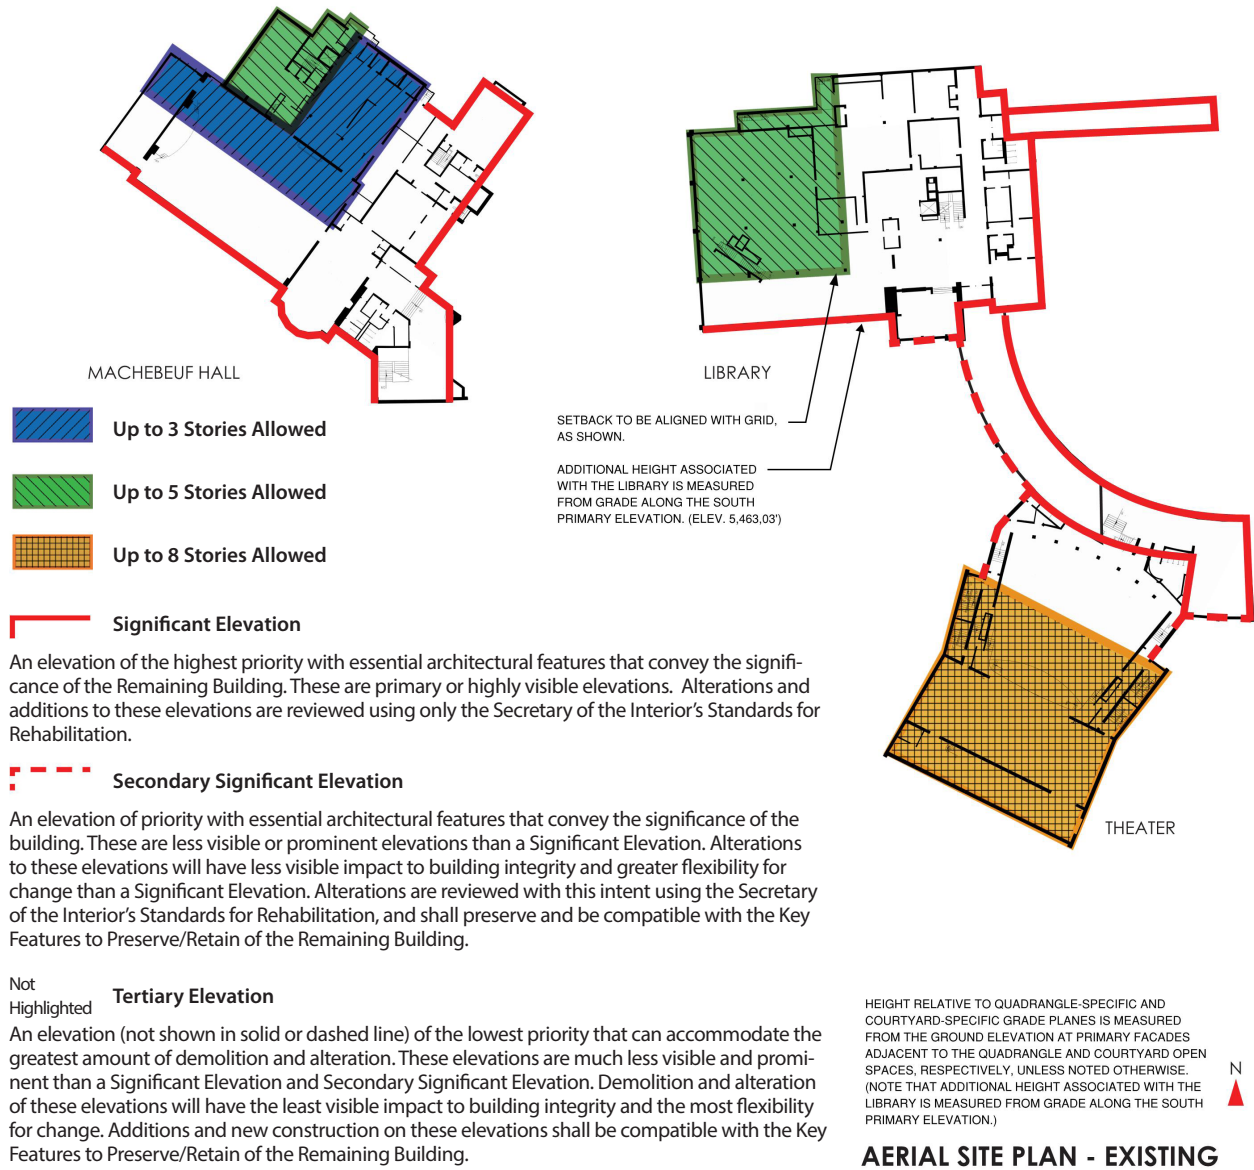 MACHEBEUF HALL
LIBRARY
SETBACK TO BE ALIGNED WITH GRID,
AS SHOWN.
ADDITIONAL HEIGHT ASSOCIATED
WITH THE LIBRARY IS MEASURED
FROM GRADE ALONG THE SOUTH
PRIMARY ELEVATION. (ELEV. 5,463,03')
Up to 3 Stories Allowed
Up to 5 Stories Allowed
Up to 8 Stories Allowed
Significant Elevation
An elevation of the highest priority with essential architectural features that convey the signifi-
cance of the Remaining Building. These are primary or highly visible elevations. Alterations and
additions to these elevations are reviewed using only the Secretary of the Interior's Standards for
Rehabilitation.
Secondary Significant Elevation
An elevation of priority with essential architectural features that convey the significance of the
building. These are less visible or prominent elevations than a Significant Elevation. Alterations
to these elevations will have less visible impact to building integrity and greater flexibility for
change than a Significant Elevation. Alterations are reviewed with this intent using the Secretary
of the Interior's Standards for Rehabilitation, and shall preserve and be compatible with the Key
Features to Preserve/Retain of the Remaining Building.
THEATER
Not
Highlighted
Tertiary Elevation
An elevation (not shown in solid or dashed line) of the lowest priority that can accommodate the
greatest amount of demolition and alteration. These elevations are much less visible and promi-
nent than a Significant Elevation and Secondary Significant Elevation. Demolition and alteration
of these elevations will have the least visible impact to building integrity and the most flexibility
for change. Additions and new construction on these elevations shall be compatible with the Key
Features to Preserve/Retain of the Remaining Building.
HEIGHT RELATIVE TO QUADRANGLE-SPECIFIC AND
COURTYARD-SPECIFIC GRADE PLANES IS MEASURED
FROM THE GROUND ELEVATION AT PRIMARY FACADES
ADJACENT TO THE QUADRANGLE AND COURTYARD OPEN
SPACES, RESPECTIVELY, UNLESS NOTED OTHERWISE.
(NOTE THAT ADDITIONAL HEIGHT ASSOCIATED WITH THE
LIBRARY IS MEASURED FROM GRADE ALONG THE SOUTH
PRIMARY ELEVATION.)
N
AERIAL SITE PLAN - EXISTING